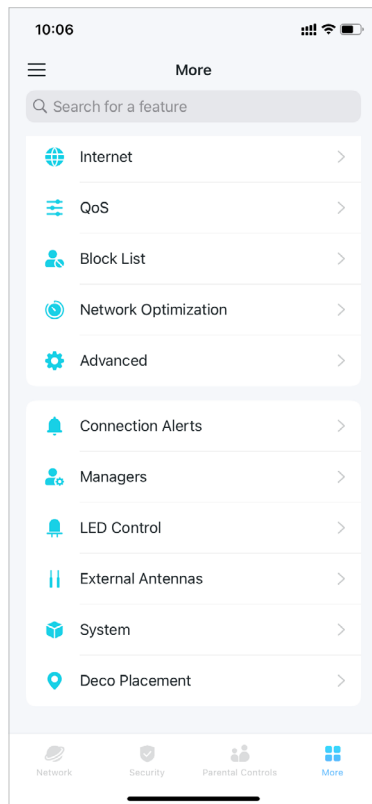 10:06
More
Search for a feature
Internet
QoS
Block List
Network Optimization
Advanced
Connection Alerts
Managers
LED Control
External Antennas
System
Deco Placement
Network Security Parental Controls More